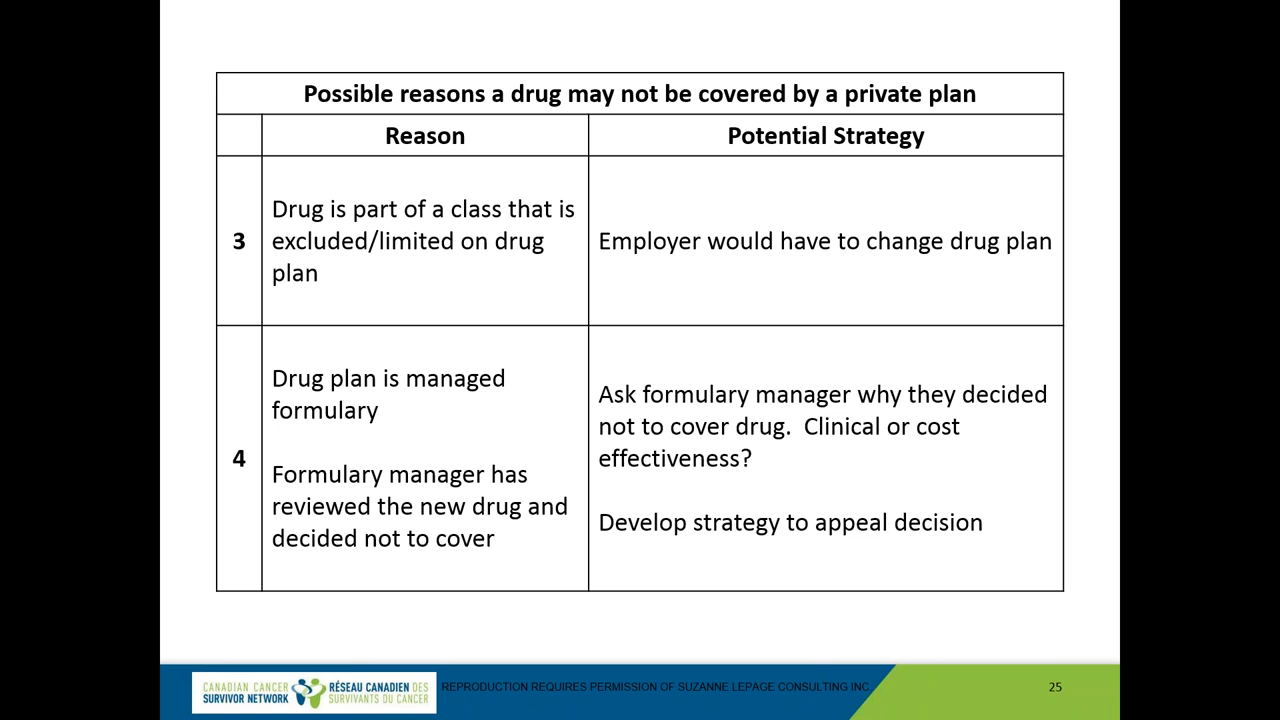 Possible reasons a drug may not be covered by a private plan
Reason
Potential Strategy
3
Drug is part of a class that is
excluded/limited on drug
plan
Employer would have to change drug plan
4
Drug plan is managed
formulary
Formulary manager has
reviewed the new drug and
decided not to cover
Ask formulary manager why they decided
not to cover drug.  Clinical or cost
effectiveness?
Develop strategy to appeal decision
CANADIAN CANCER
SURVIVOR NETWORK
RÉSEAU CANADIEN DES
SURVIVANTS DU CANCER
REPRODUCTION REQUIRES PERMISSION OF SUZANNE LEPAGE CONSULTING INC.
25